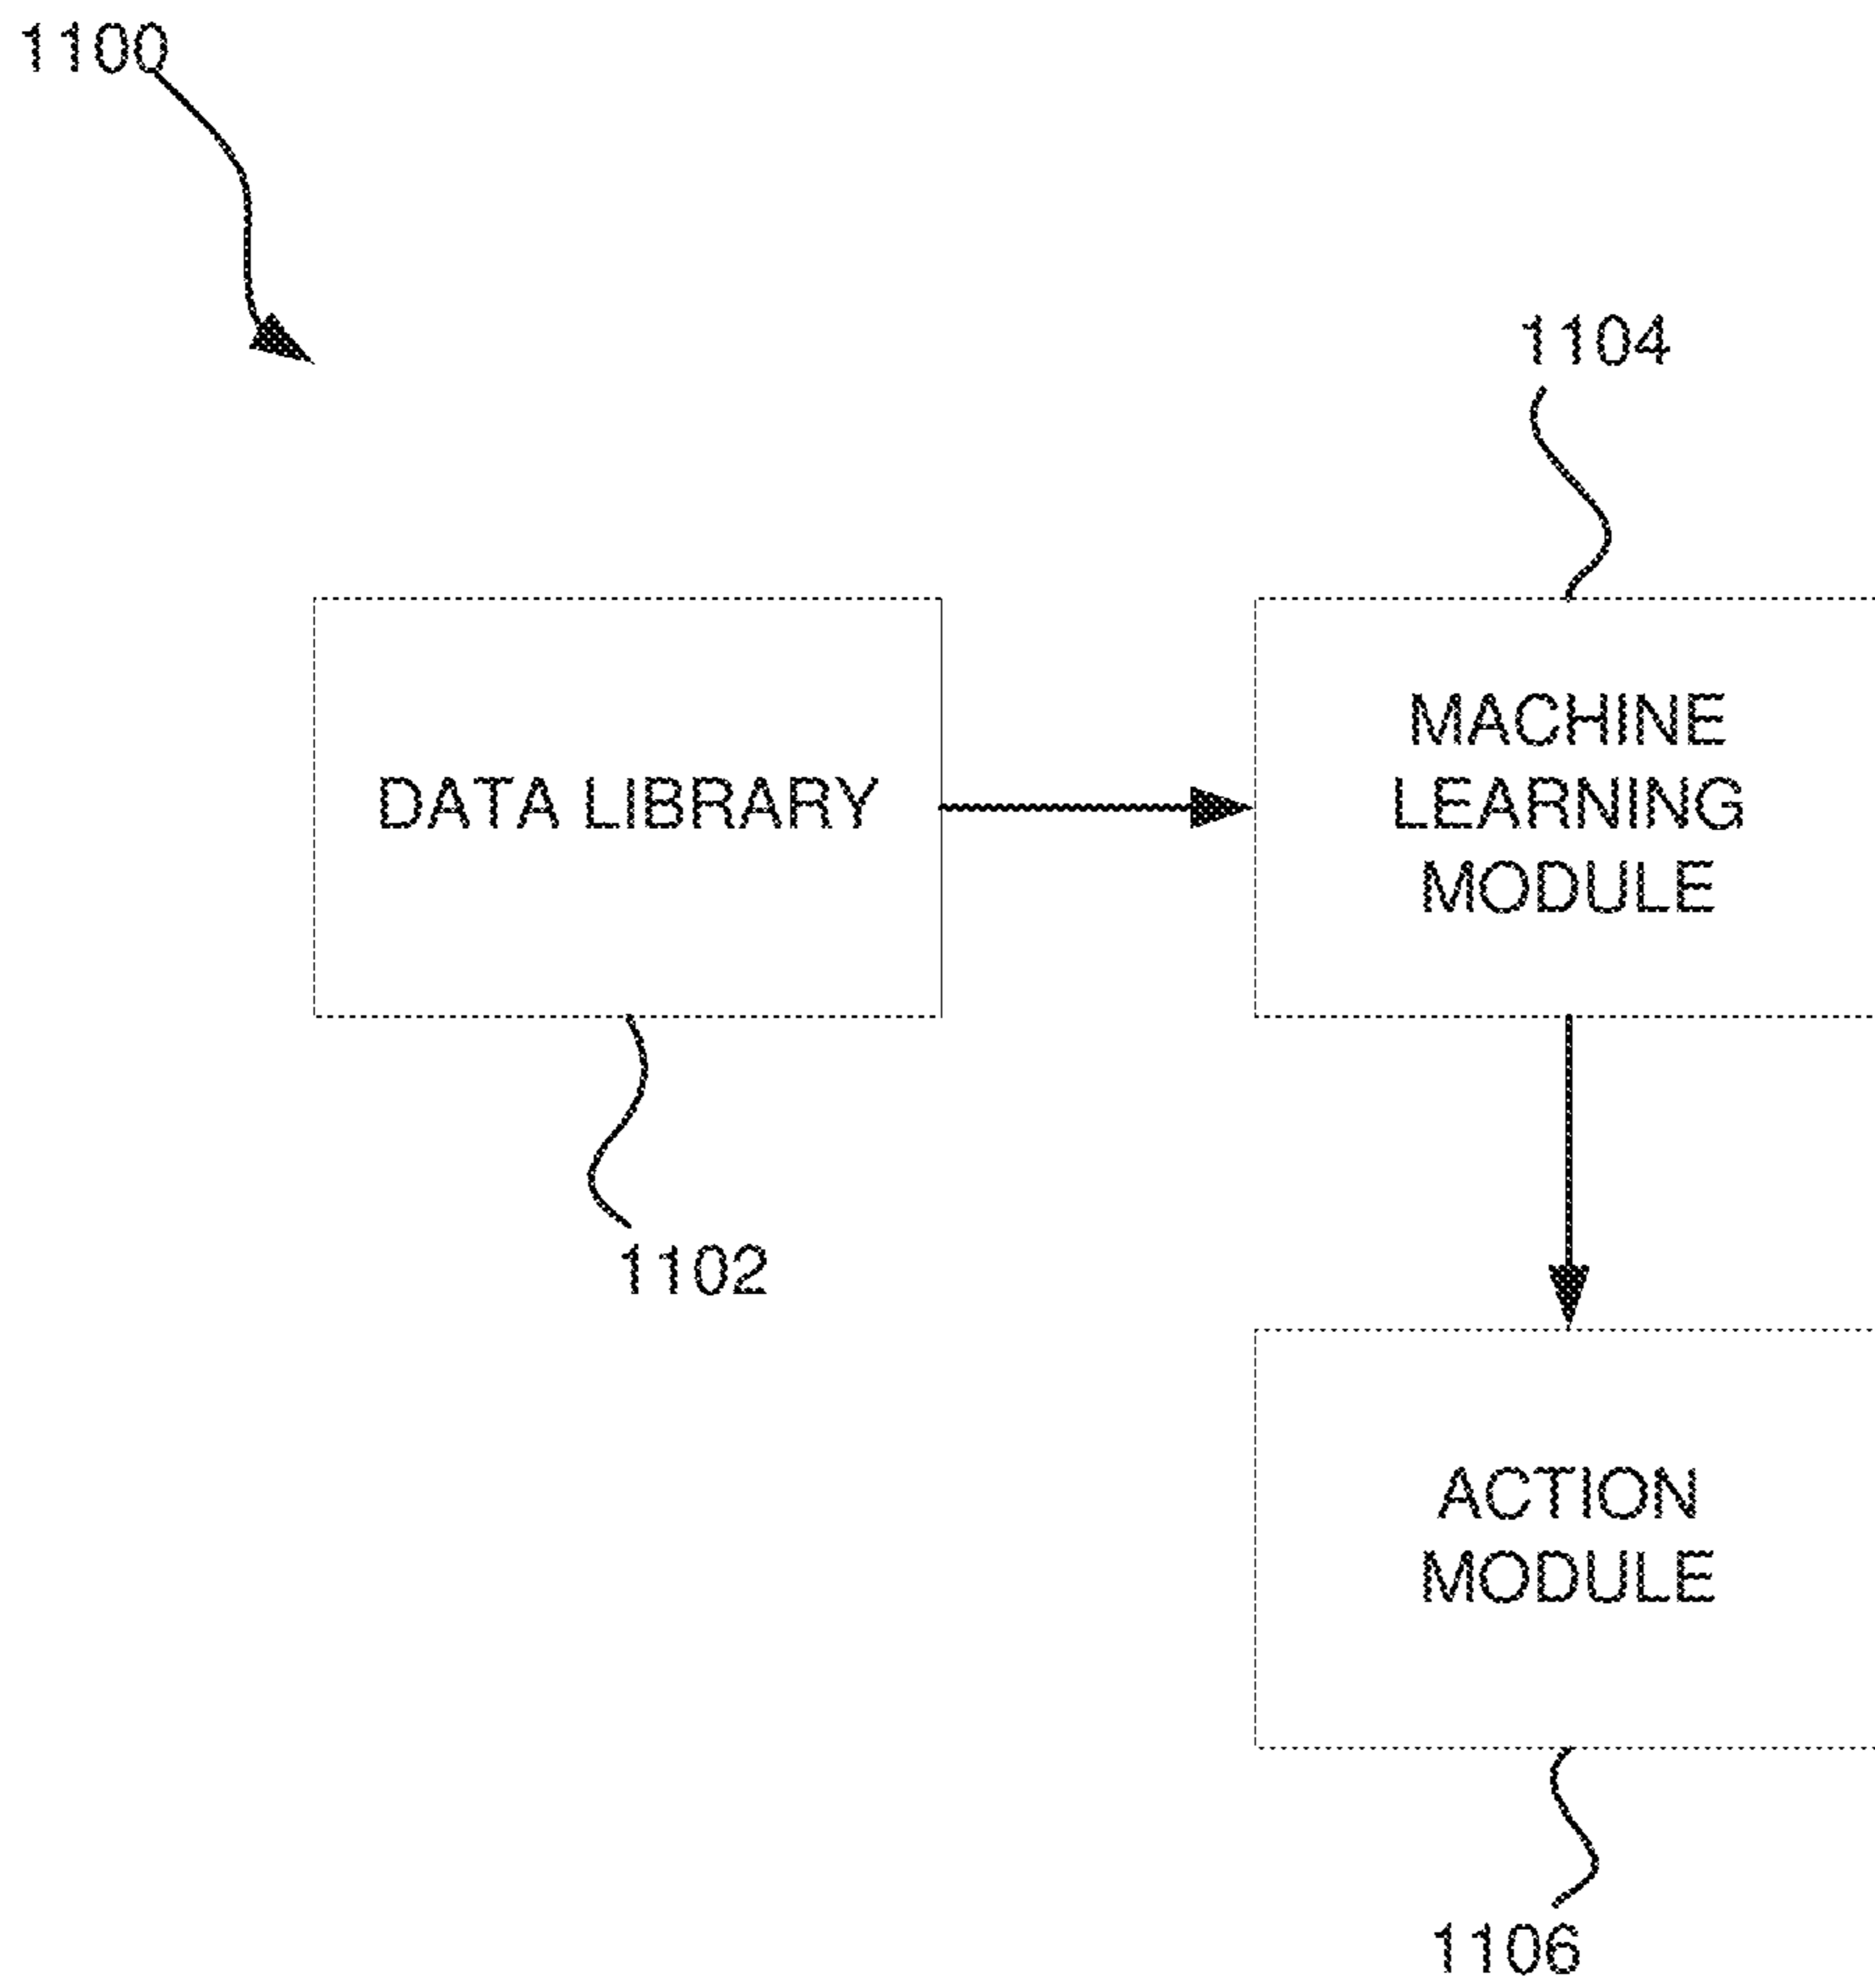 1100
1104
DATA LIBRARY
MACHINE
LEARNING
MODULE
1102
ACTION
MODULE
1106